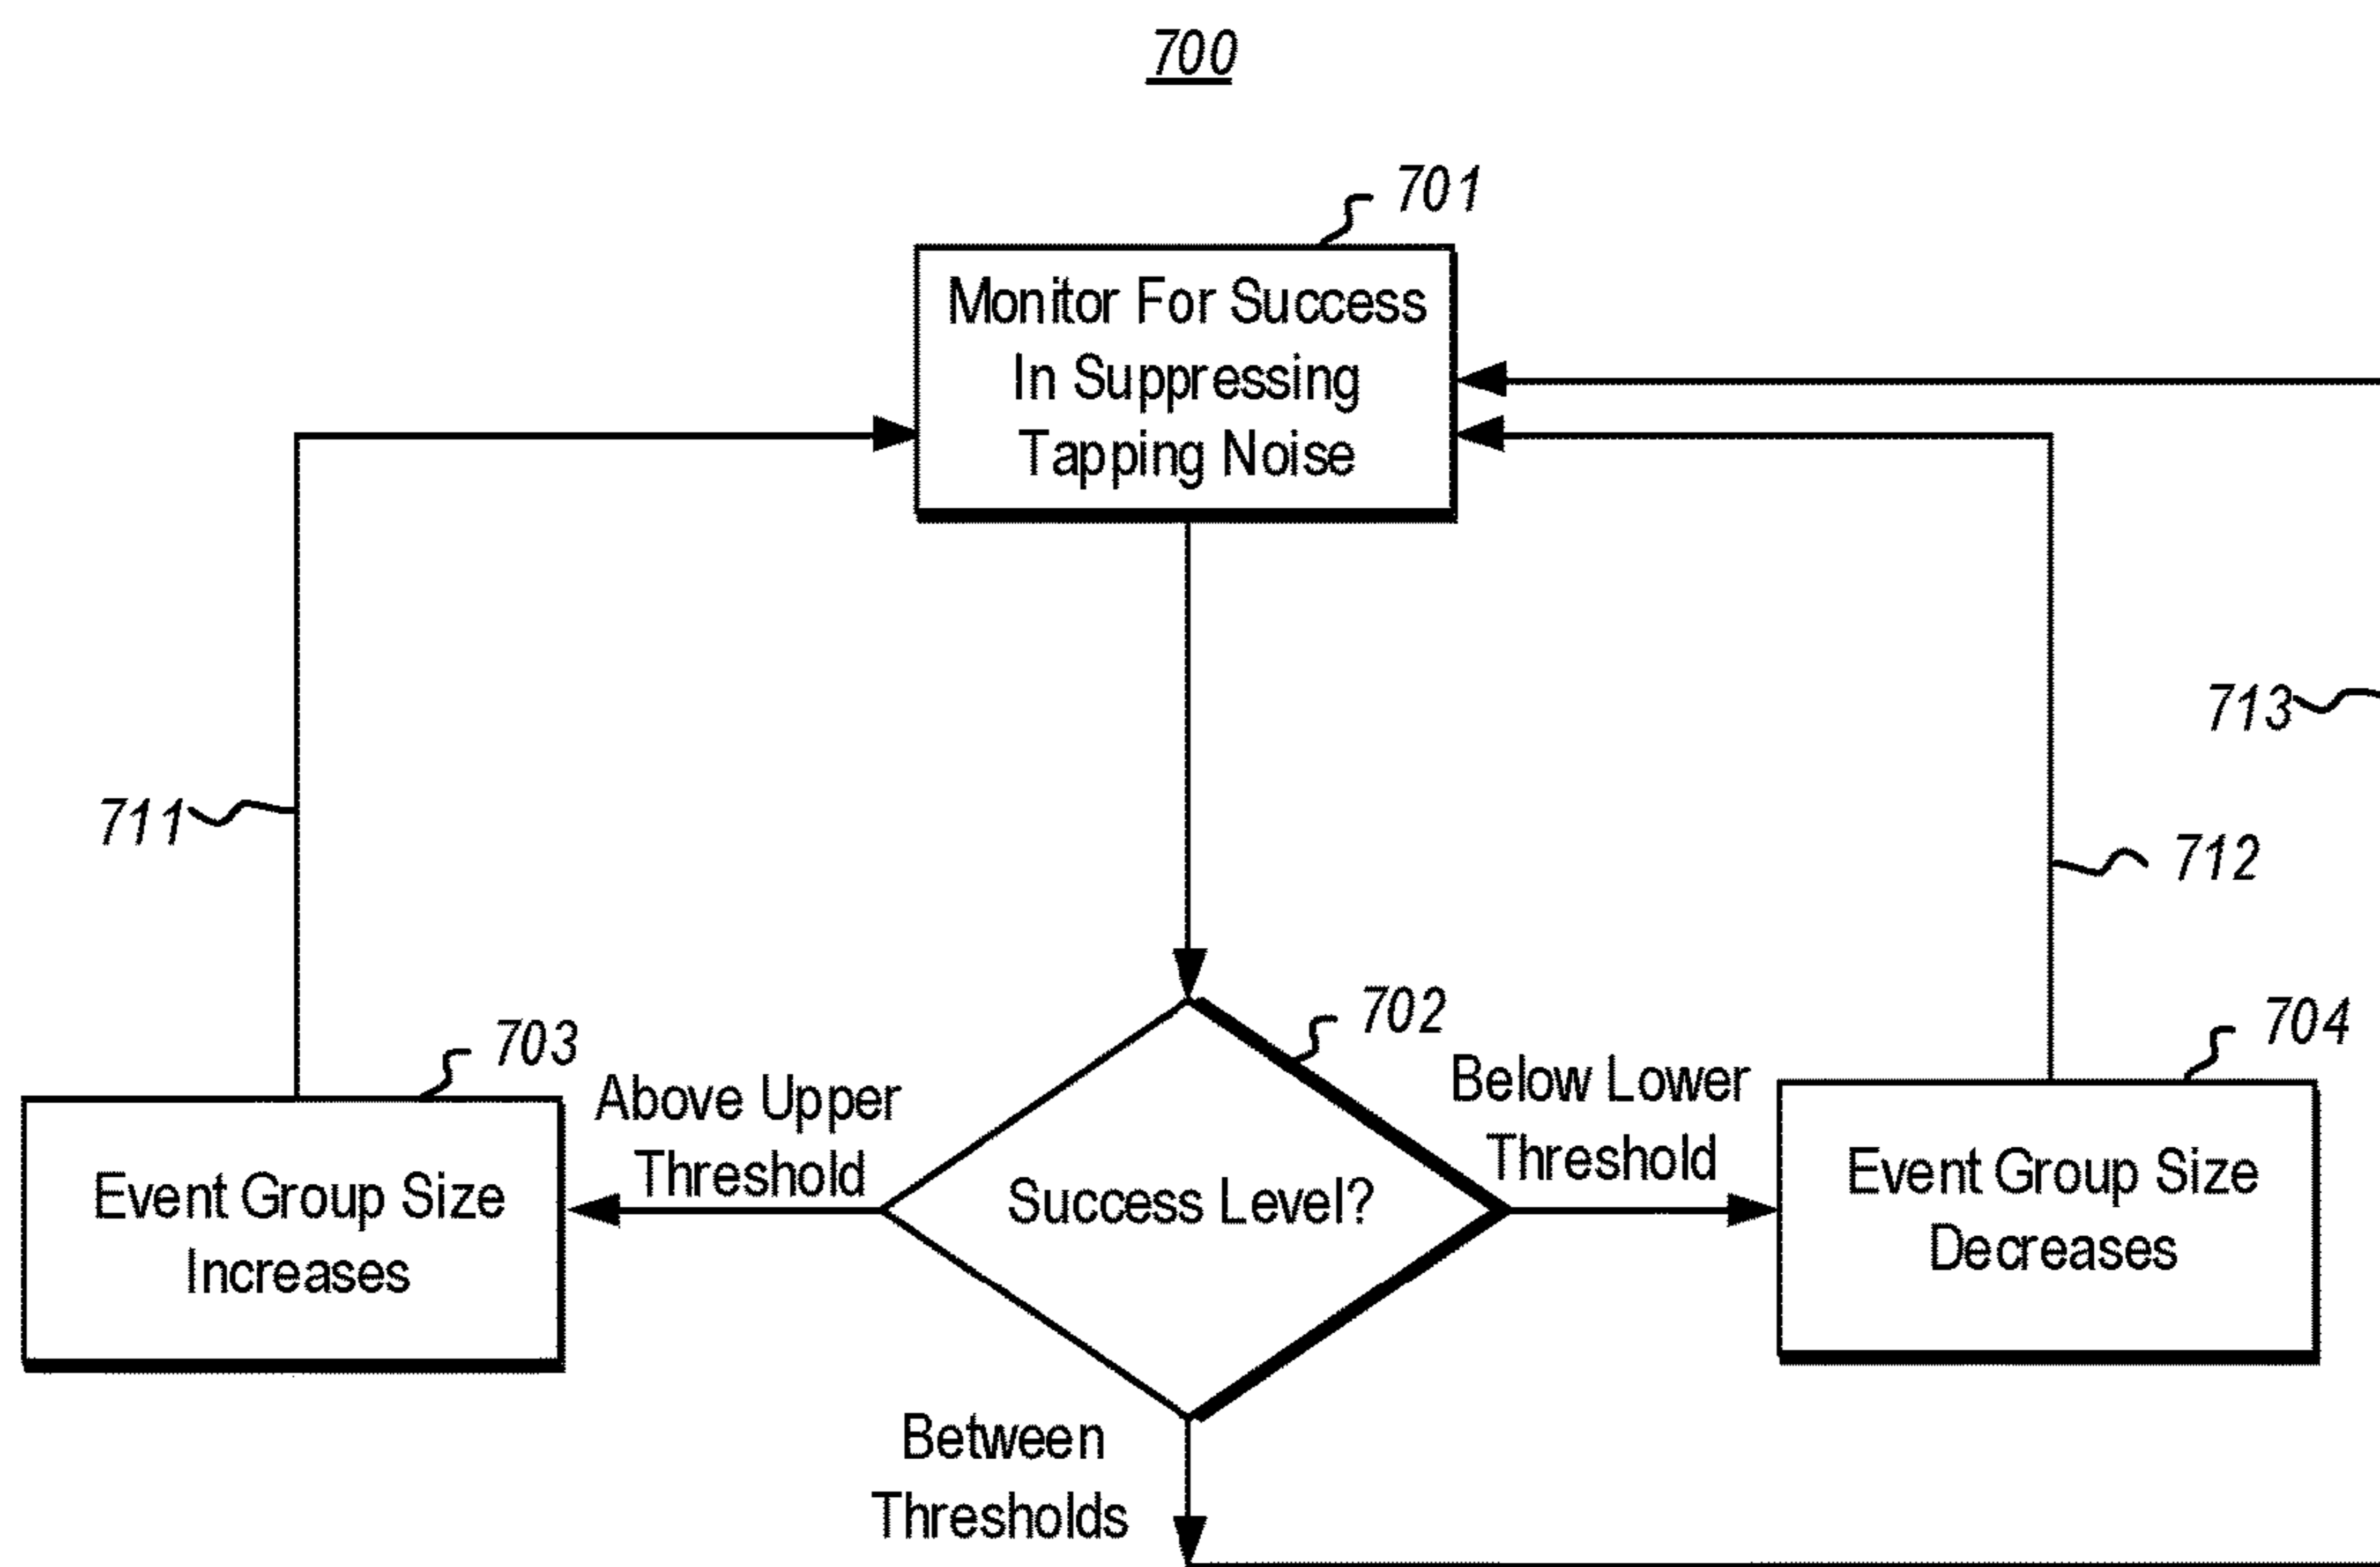 700
701
Monitor For Success
In Suppressing
Tapping Noise
713
711
712
702
703
704
Above Upper
Threshold
Below Lower
Threshold
Success Level?
Event Group Size
Increases
Event Group Size
Decreases
Between
Thresholds